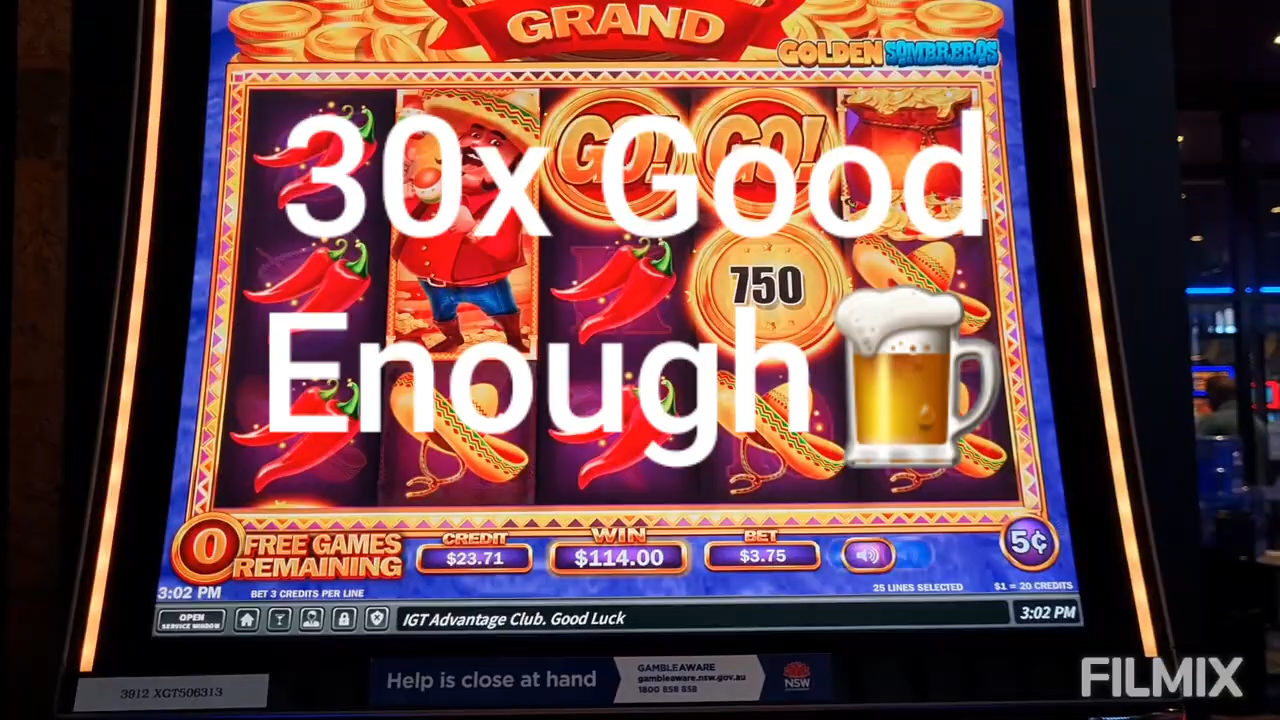 GRAND
GOLDEN SOMBREROS
GO! GO!
30x Good
750
Enough
0 FREE GAMES REMAINING
CREDIT
$23.71
WIN
$114.00
BET
$3.75
5¢
3:02 PM
BET 3 CREDITS PER LINE
25 LINES SELECTED
$1 = 20 CREDITS
OPEN
SERVICE WINDOW
IGT Advantage Club. Good Luck
3:02 PM
3912 XGT506313
Help is close at hand
GAMBLEAWARE
gambleaware.nsw.gov.au
1800 858 858
NSW
FILMIX